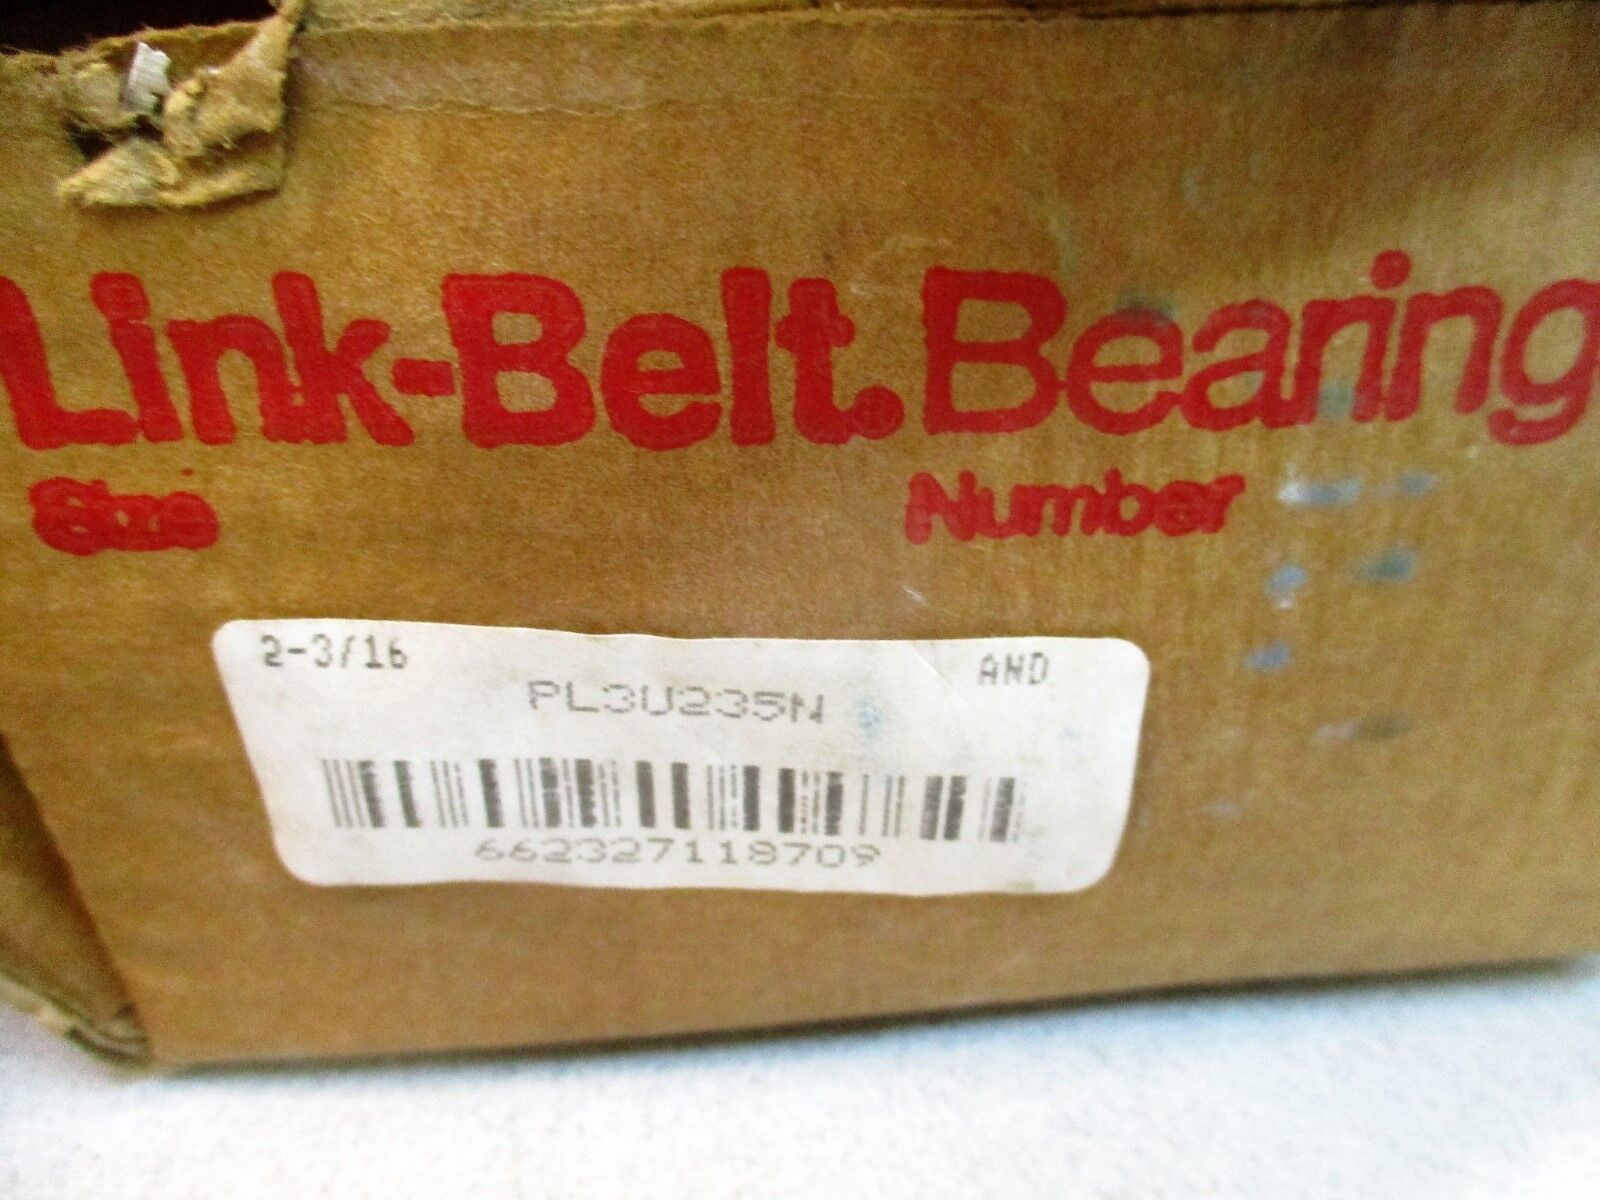 Link-Belt. Bearing
Size Number
2-3/16 AND
PL3U235N
662327118709